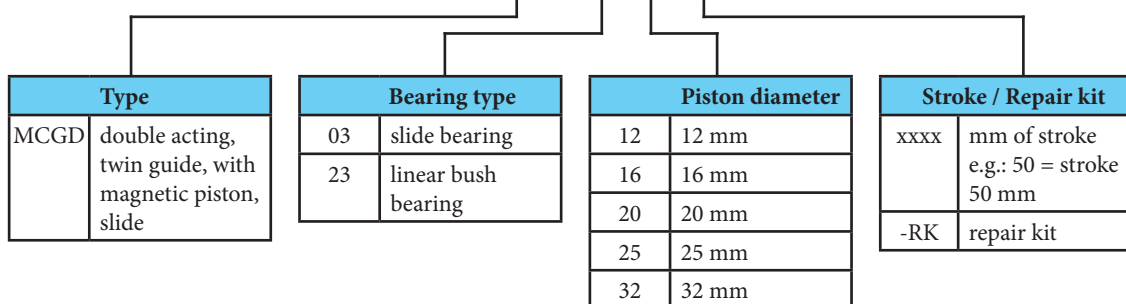 Type
MCGD double acting,
twin guide, with
magnetic piston,
slide
Bearing type
03 slide bearing
23 linear bush
bearing
Piston diameter
12 12 mm
16 16 mm
20 20 mm
25 25 mm
32 32 mm
Stroke / Repair kit
xxxx mm of stroke
e.g.: 50 = stroke
50 mm
-RK repair kit